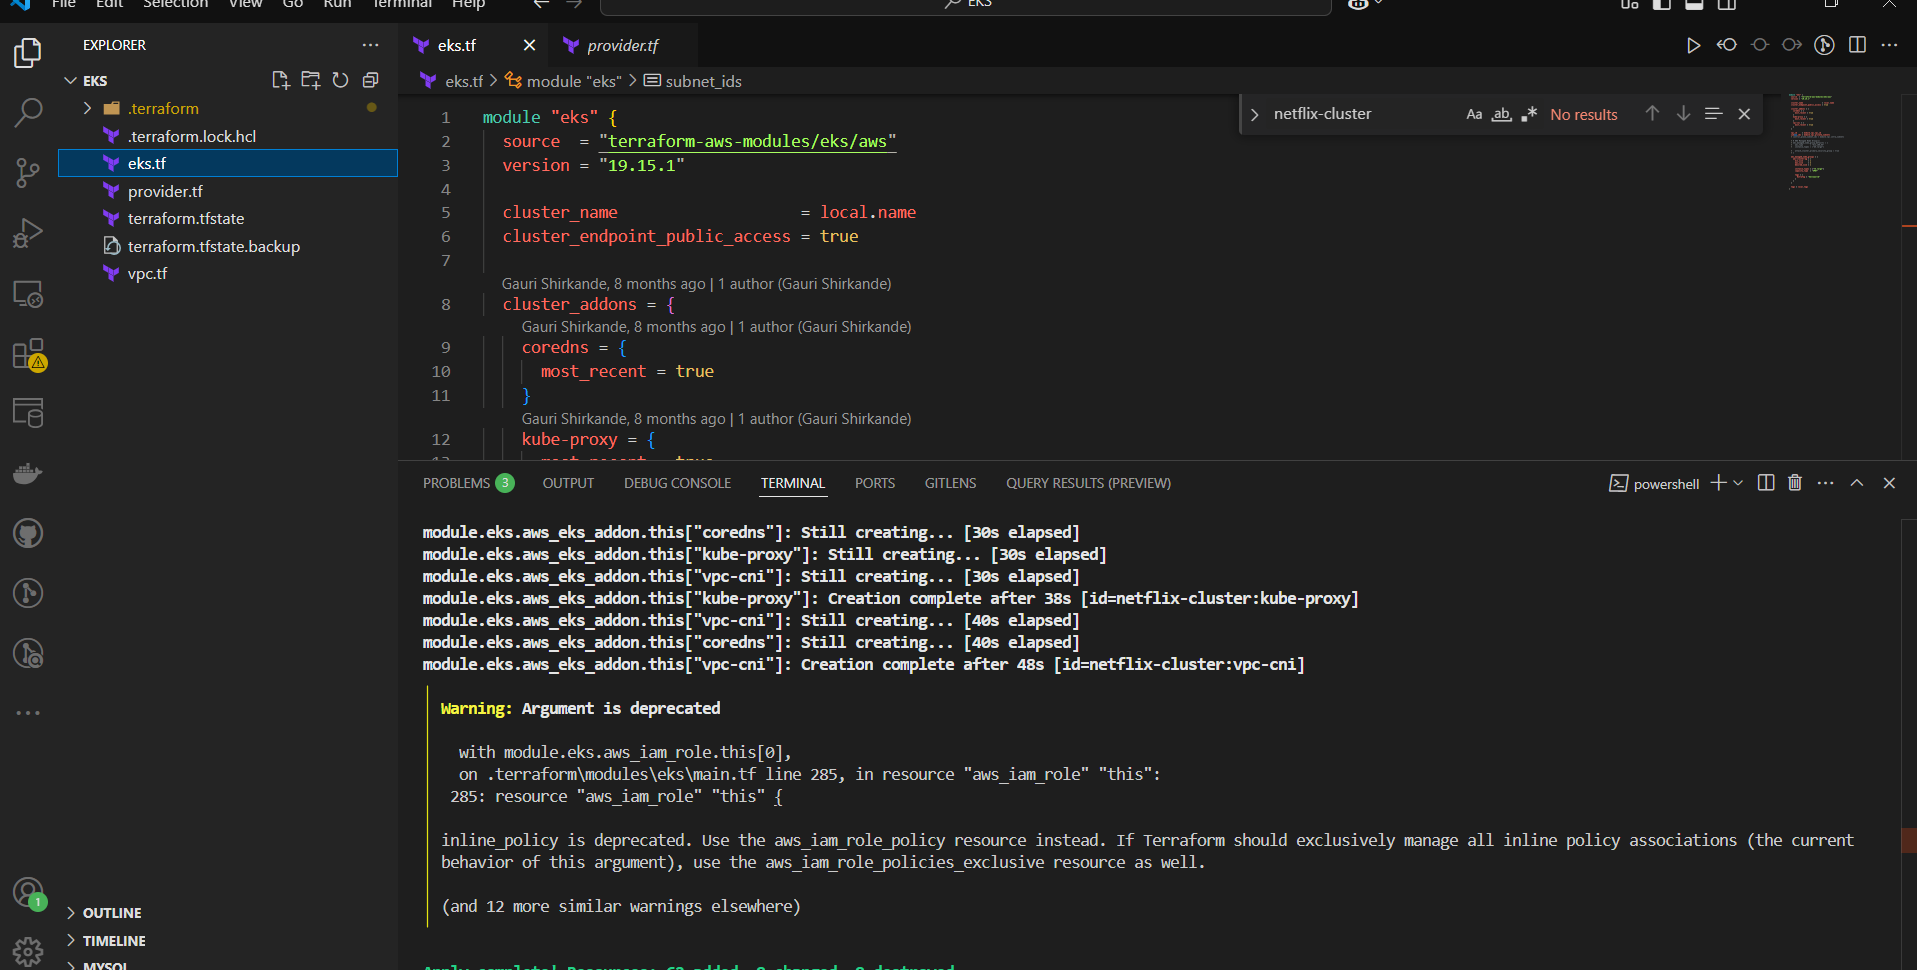 File Edit Selection View Go Run Terminal Help
EKS
EXPLORER
EKS
.terraform
.terraform.lock.hcl
eks.tf
provider.tf
terraform.tfstate
terraform.tfstate.backup
vpc.tf
OUTLINE
TIMELINE
MYSQL
1
eks.tf
provider.tf
eks.tf > module "eks" > subnet_ids
netflix-cluster Aa ab .* No results
1 module "eks" {
2 source = "terraform-aws-modules/eks/aws"
3 version = "19.15.1"
4
5 cluster_name = local.name
6 cluster_endpoint_public_access = true
7
Gauri Shirkande, 8 months ago | 1 author (Gauri Shirkande)
8 cluster_addons = {
Gauri Shirkande, 8 months ago | 1 author (Gauri Shirkande)
9 coredns = {
10 most_recent = true
11 }
Gauri Shirkande, 8 months ago | 1 author (Gauri Shirkande)
12 kube-proxy = {
13 most_recent = true
PROBLEMS 3 OUTPUT DEBUG CONSOLE TERMINAL PORTS GITLENS QUERY RESULTS (PREVIEW) powershell
module.eks.aws_eks_addon.this["coredns"]: Still creating... [30s elapsed]
module.eks.aws_eks_addon.this["kube-proxy"]: Still creating... [30s elapsed]
module.eks.aws_eks_addon.this["vpc-cni"]: Still creating... [30s elapsed]
module.eks.aws_eks_addon.this["kube-proxy"]: Creation complete after 38s [id=netflix-cluster:kube-proxy]
module.eks.aws_eks_addon.this["vpc-cni"]: Still creating... [40s elapsed]
module.eks.aws_eks_addon.this["coredns"]: Still creating... [40s elapsed]
module.eks.aws_eks_addon.this["vpc-cni"]: Creation complete after 48s [id=netflix-cluster:vpc-cni]
Warning: Argument is deprecated
with module.eks.aws_iam_role.this[0],
on .terraform\modules\eks\main.tf line 285, in resource "aws_iam_role" "this":
285: resource "aws_iam_role" "this" {
inline_policy is deprecated. Use the aws_iam_role_policy resource instead. If Terraform should exclusively manage all inline policy associations (the current
behavior of this argument), use the aws_iam_role_policies_exclusive resource as well.
(and 12 more similar warnings elsewhere)
Apply complete! Resources: 62 added, 0 changed, 0 destroyed